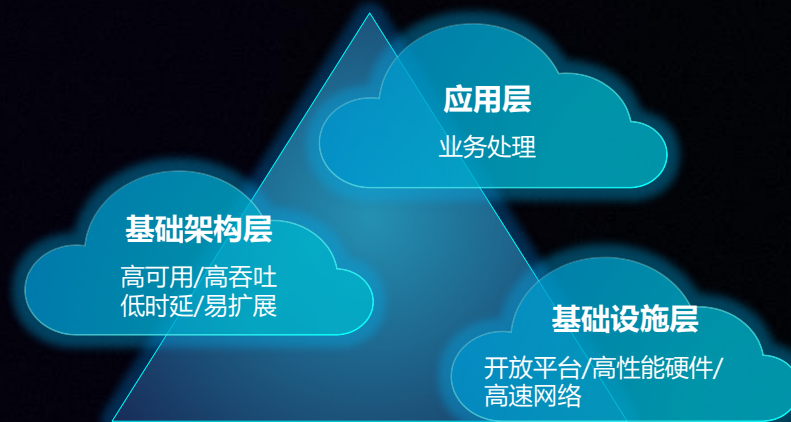 应用层
业务处理
基础架构层
高可用/高吞吐
低时延/易扩展
基础设施层
开放平台/高性能硬件/
高速网络